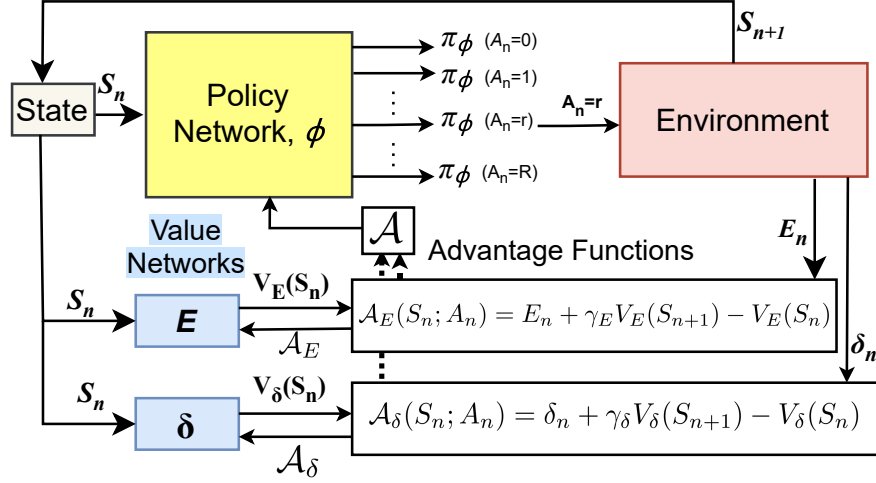 S_{n+1}
State
S_n
Policy
Network, ϕ
π_ϕ (A_n=0)
π_ϕ (A_n=1)
⋮
π_ϕ (A_n=r)
⋮
π_ϕ (A_n=R)
A_n=r
Environment
𝒜
Value
Networks
Advantage Functions
E_n
S_n
E
V_E(S_n)
𝒜_E
𝒜_E(S_n; A_n) = E_n + γ_E V_E(S_{n+1}) − V_E(S_n)
δ_n
S_n
δ
V_δ(S_n)
𝒜_δ
𝒜_δ(S_n; A_n) = δ_n + γ_δ V_δ(S_{n+1}) − V_δ(S_n)